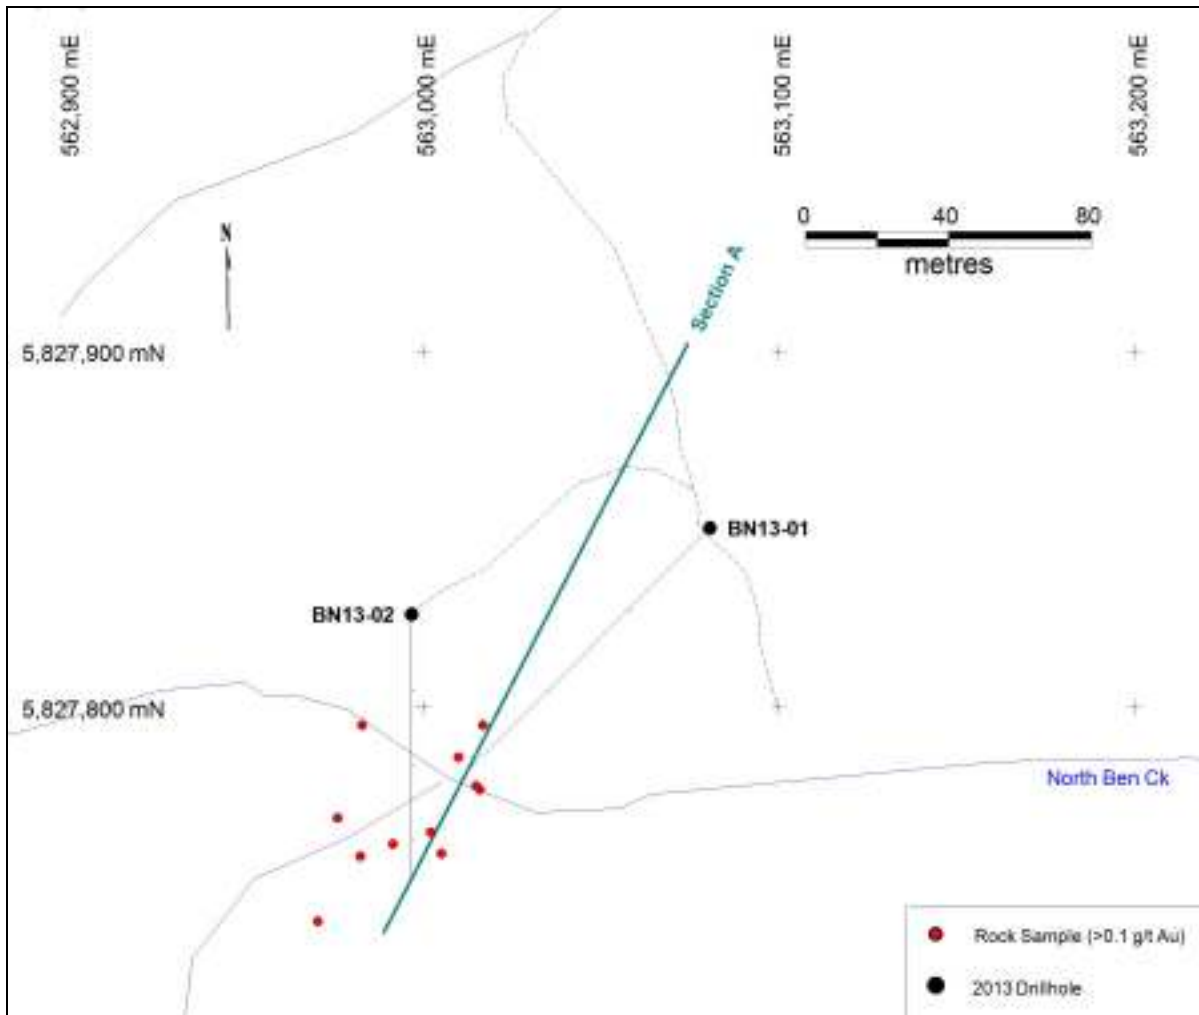 562,900 mE
563,000 mE
563,100 mE
563,200 mE
0 40 80
metres
N
Section A
5,827,900 mN
BN13-01
BN13-02
5,827,800 mN
North Ben Ck
Rock Sample (>0.1 g/t Au)
2013 Drillhole